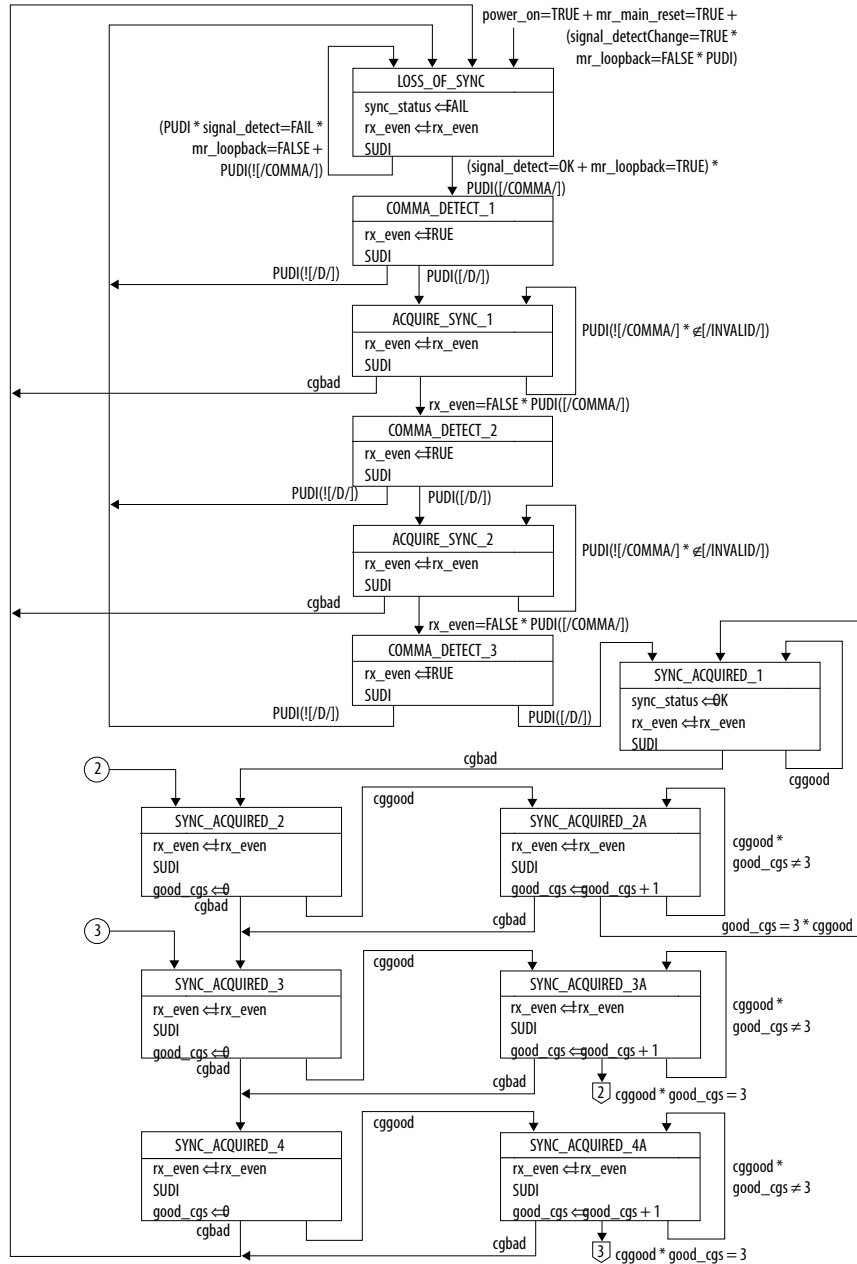 power_on=TRUE + mr_main_reset=TRUE +
(signal_detectChange=TRUE *
mr_loopback=FALSE * PUDI)
LOSS_OF_SYNC
sync_status ⇐ FAIL
rx_even ⇐ ! rx_even
SUDI
(PUDI * signal_detect=FAIL *
mr_loopback=FALSE +
PUDI(![/COMMA/])
(signal_detect=OK + mr_loopback=TRUE) *
PUDI([/COMMA/])
COMMA_DETECT_1
rx_even ⇐ TRUE
SUDI
PUDI(![/D/])
PUDI([/D/])
ACQUIRE_SYNC_1
rx_even ⇐ ! rx_even
SUDI
PUDI(![/COMMA/] * ∉[/INVALID/])
cgbad
rx_even=FALSE * PUDI([/COMMA/])
COMMA_DETECT_2
rx_even ⇐ TRUE
SUDI
PUDI(![/D/])
PUDI([/D/])
ACQUIRE_SYNC_2
rx_even ⇐ ! rx_even
SUDI
PUDI(![/COMMA/] * ∉[/INVALID/])
cgbad
rx_even=FALSE * PUDI([/COMMA/])
COMMA_DETECT_3
rx_even ⇐ TRUE
SUDI
PUDI(![/D/])
PUDI([/D/])
SYNC_ACQUIRED_1
sync_status ⇐ OK
rx_even ⇐ ! rx_even
SUDI
cgbad
cggood
2
SYNC_ACQUIRED_2
rx_even ⇐ ! rx_even
SUDI
good_cgs ⇐ 0
cgbad
cggood
SYNC_ACQUIRED_2A
rx_even ⇐ ! rx_even
SUDI
good_cgs ⇐ good_cgs + 1
cggood *
good_cgs ≠ 3
cgbad
good_cgs = 3 * cggood
3
SYNC_ACQUIRED_3
rx_even ⇐ ! rx_even
SUDI
good_cgs ⇐ 0
cgbad
cggood
SYNC_ACQUIRED_3A
rx_even ⇐ ! rx_even
SUDI
good_cgs ⇐ good_cgs + 1
cggood *
good_cgs ≠ 3
cgbad
2 cggood * good_cgs = 3
SYNC_ACQUIRED_4
rx_even ⇐ ! rx_even
SUDI
good_cgs ⇐ 0
cgbad
cggood
SYNC_ACQUIRED_4A
rx_even ⇐ ! rx_even
SUDI
good_cgs ⇐ good_cgs + 1
cggood *
good_cgs ≠ 3
cgbad
3 cggood * good_cgs = 3